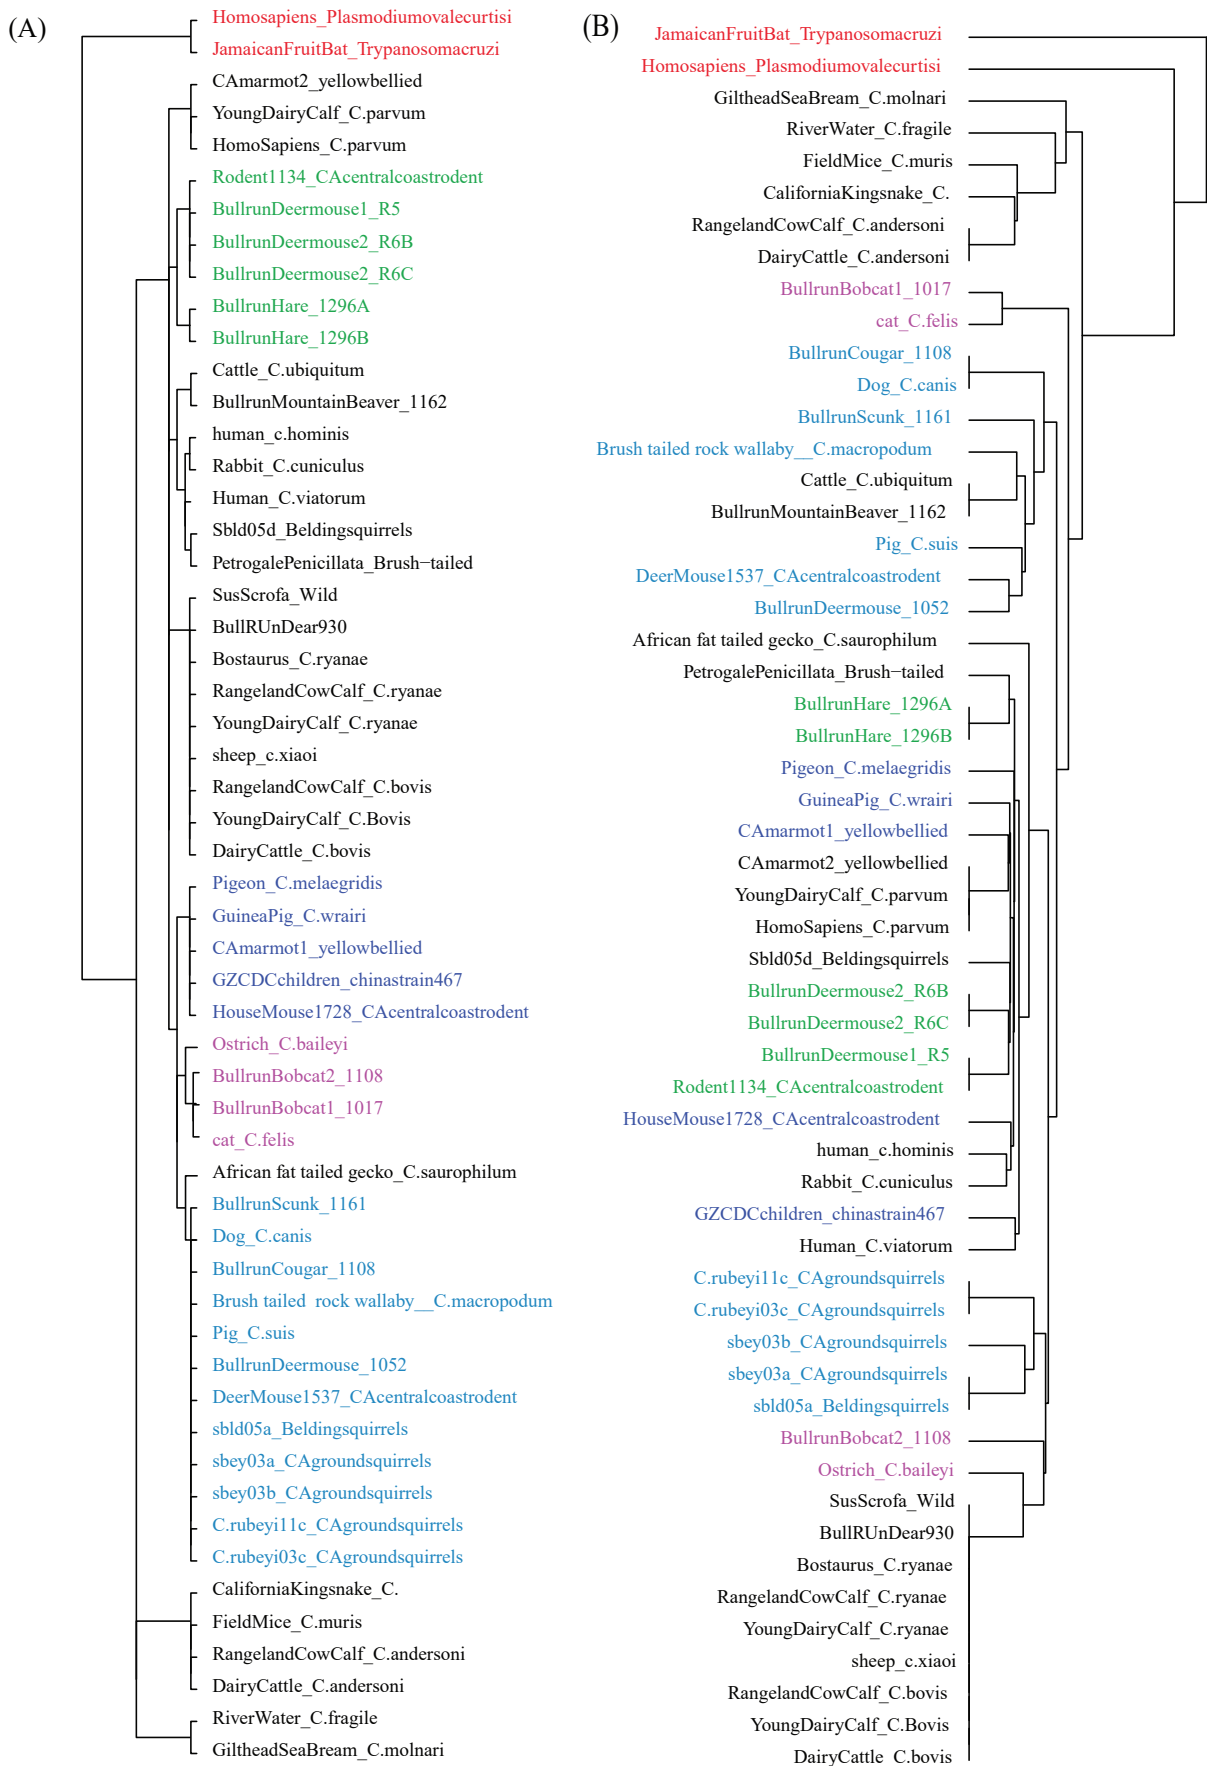 (A)
Homosapiens_Plasmodiumovalecurtisi
JamaicanFruitBat_Trypanosomacruzi
CAmarmot2_yellowbellied
YoungDairyCalf_C.parvum
HomoSapiens_C.parvum
Rodent1134_CAcentralcoastrodent
BullrunDeermouse1_R5
BullrunDeermouse2_R6B
BullrunDeermouse2_R6C
BullrunHare_1296A
BullrunHare_1296B
Cattle_C.ubiquitum
BullrunMountainBeaver_1162
human_c.hominis
Rabbit_C.cuniculus
Human_C.viatorum
Sbld05d_Beldingsquirrels
PetrogalePenicillata_Brush−tailed
SusScrofa_Wild
BullRUnDear930
Bostaurus_C.ryanae
RangelandCowCalf_C.ryanae
YoungDairyCalf_C.ryanae
sheep_c.xiaoi
RangelandCowCalf_C.bovis
YoungDairyCalf_C.Bovis
DairyCattle_C.bovis
Pigeon_C.melaegridis
GuineaPig_C.wrairi
CAmarmot1_yellowbellied
GZCDCchildren_chinastrain467
HouseMouse1728_CAcentralcoastrodent
Ostrich_C.baileyi
BullrunBobcat2_1108
BullrunBobcat1_1017
cat_C.felis
African fat tailed gecko_C.saurophilum
BullrunScunk_1161
Dog_C.canis
BullrunCougar_1108
Brush tailed  rock wallaby__C.macropodum
Pig_C.suis
BullrunDeermouse_1052
DeerMouse1537_CAcentralcoastrodent
sbld05a_Beldingsquirrels
sbey03a_CAgroundsquirrels
sbey03b_CAgroundsquirrels
C.rubeyi11c_CAgroundsquirrels
C.rubeyi03c_CAgroundsquirrels
CaliforniaKingsnake_C.
FieldMice_C.muris
RangelandCowCalf_C.andersoni
DairyCattle_C.andersoni
RiverWater_C.fragile
GiltheadSeaBream_C.molnari
(B)
JamaicanFruitBat_Trypanosomacruzi
Homosapiens_Plasmodiumovalecurtisi
GiltheadSeaBream_C.molnari
RiverWater_C.fragile
FieldMice_C.muris
CaliforniaKingsnake_C.
RangelandCowCalf_C.andersoni
DairyCattle_C.andersoni
BullrunBobcat1_1017
cat_C.felis
BullrunCougar_1108
Dog_C.canis
BullrunScunk_1161
Brush tailed rock wallaby__C.macropodum
Cattle_C.ubiquitum
BullrunMountainBeaver_1162
Pig_C.suis
DeerMouse1537_CAcentralcoastrodent
BullrunDeermouse_1052
African fat tailed gecko_C.saurophilum
PetrogalePenicillata_Brush−tailed
BullrunHare_1296A
BullrunHare_1296B
Pigeon_C.melaegridis
GuineaPig_C.wrairi
CAmarmot1_yellowbellied
CAmarmot2_yellowbellied
YoungDairyCalf_C.parvum
HomoSapiens_C.parvum
Sbld05d_Beldingsquirrels
BullrunDeermouse2_R6B
BullrunDeermouse2_R6C
BullrunDeermouse1_R5
Rodent1134_CAcentralcoastrodent
HouseMouse1728_CAcentralcoastrodent
human_c.hominis
Rabbit_C.cuniculus
GZCDCchildren_chinastrain467
Human_C.viatorum
C.rubeyi11c_CAgroundsquirrels
C.rubeyi03c_CAgroundsquirrels
sbey03b_CAgroundsquirrels
sbey03a_CAgroundsquirrels
sbld05a_Beldingsquirrels
BullrunBobcat2_1108
Ostrich_C.baileyi
SusScrofa_Wild
BullRUnDear930
Bostaurus_C.ryanae
RangelandCowCalf_C.ryanae
YoungDairyCalf_C.ryanae
sheep_c.xiaoi
RangelandCowCalf_C.bovis
YoungDairyCalf_C.Bovis
DairyCattle_C.bovis